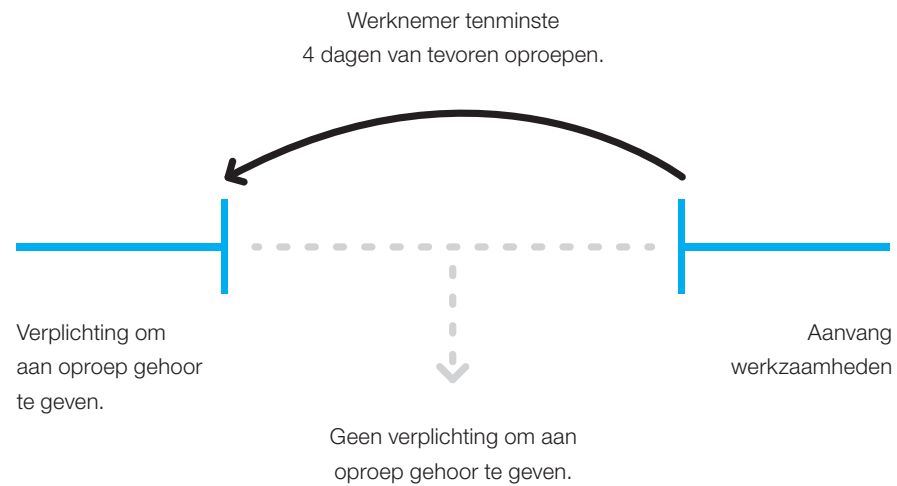 Werknemer tenminste
4 dagen van tevoren oproepen.
Verplichting om
aan oproep gehoor
te geven.
Aanvang
werkzaamheden
Geen verplichting om aan
oproep gehoor te geven.